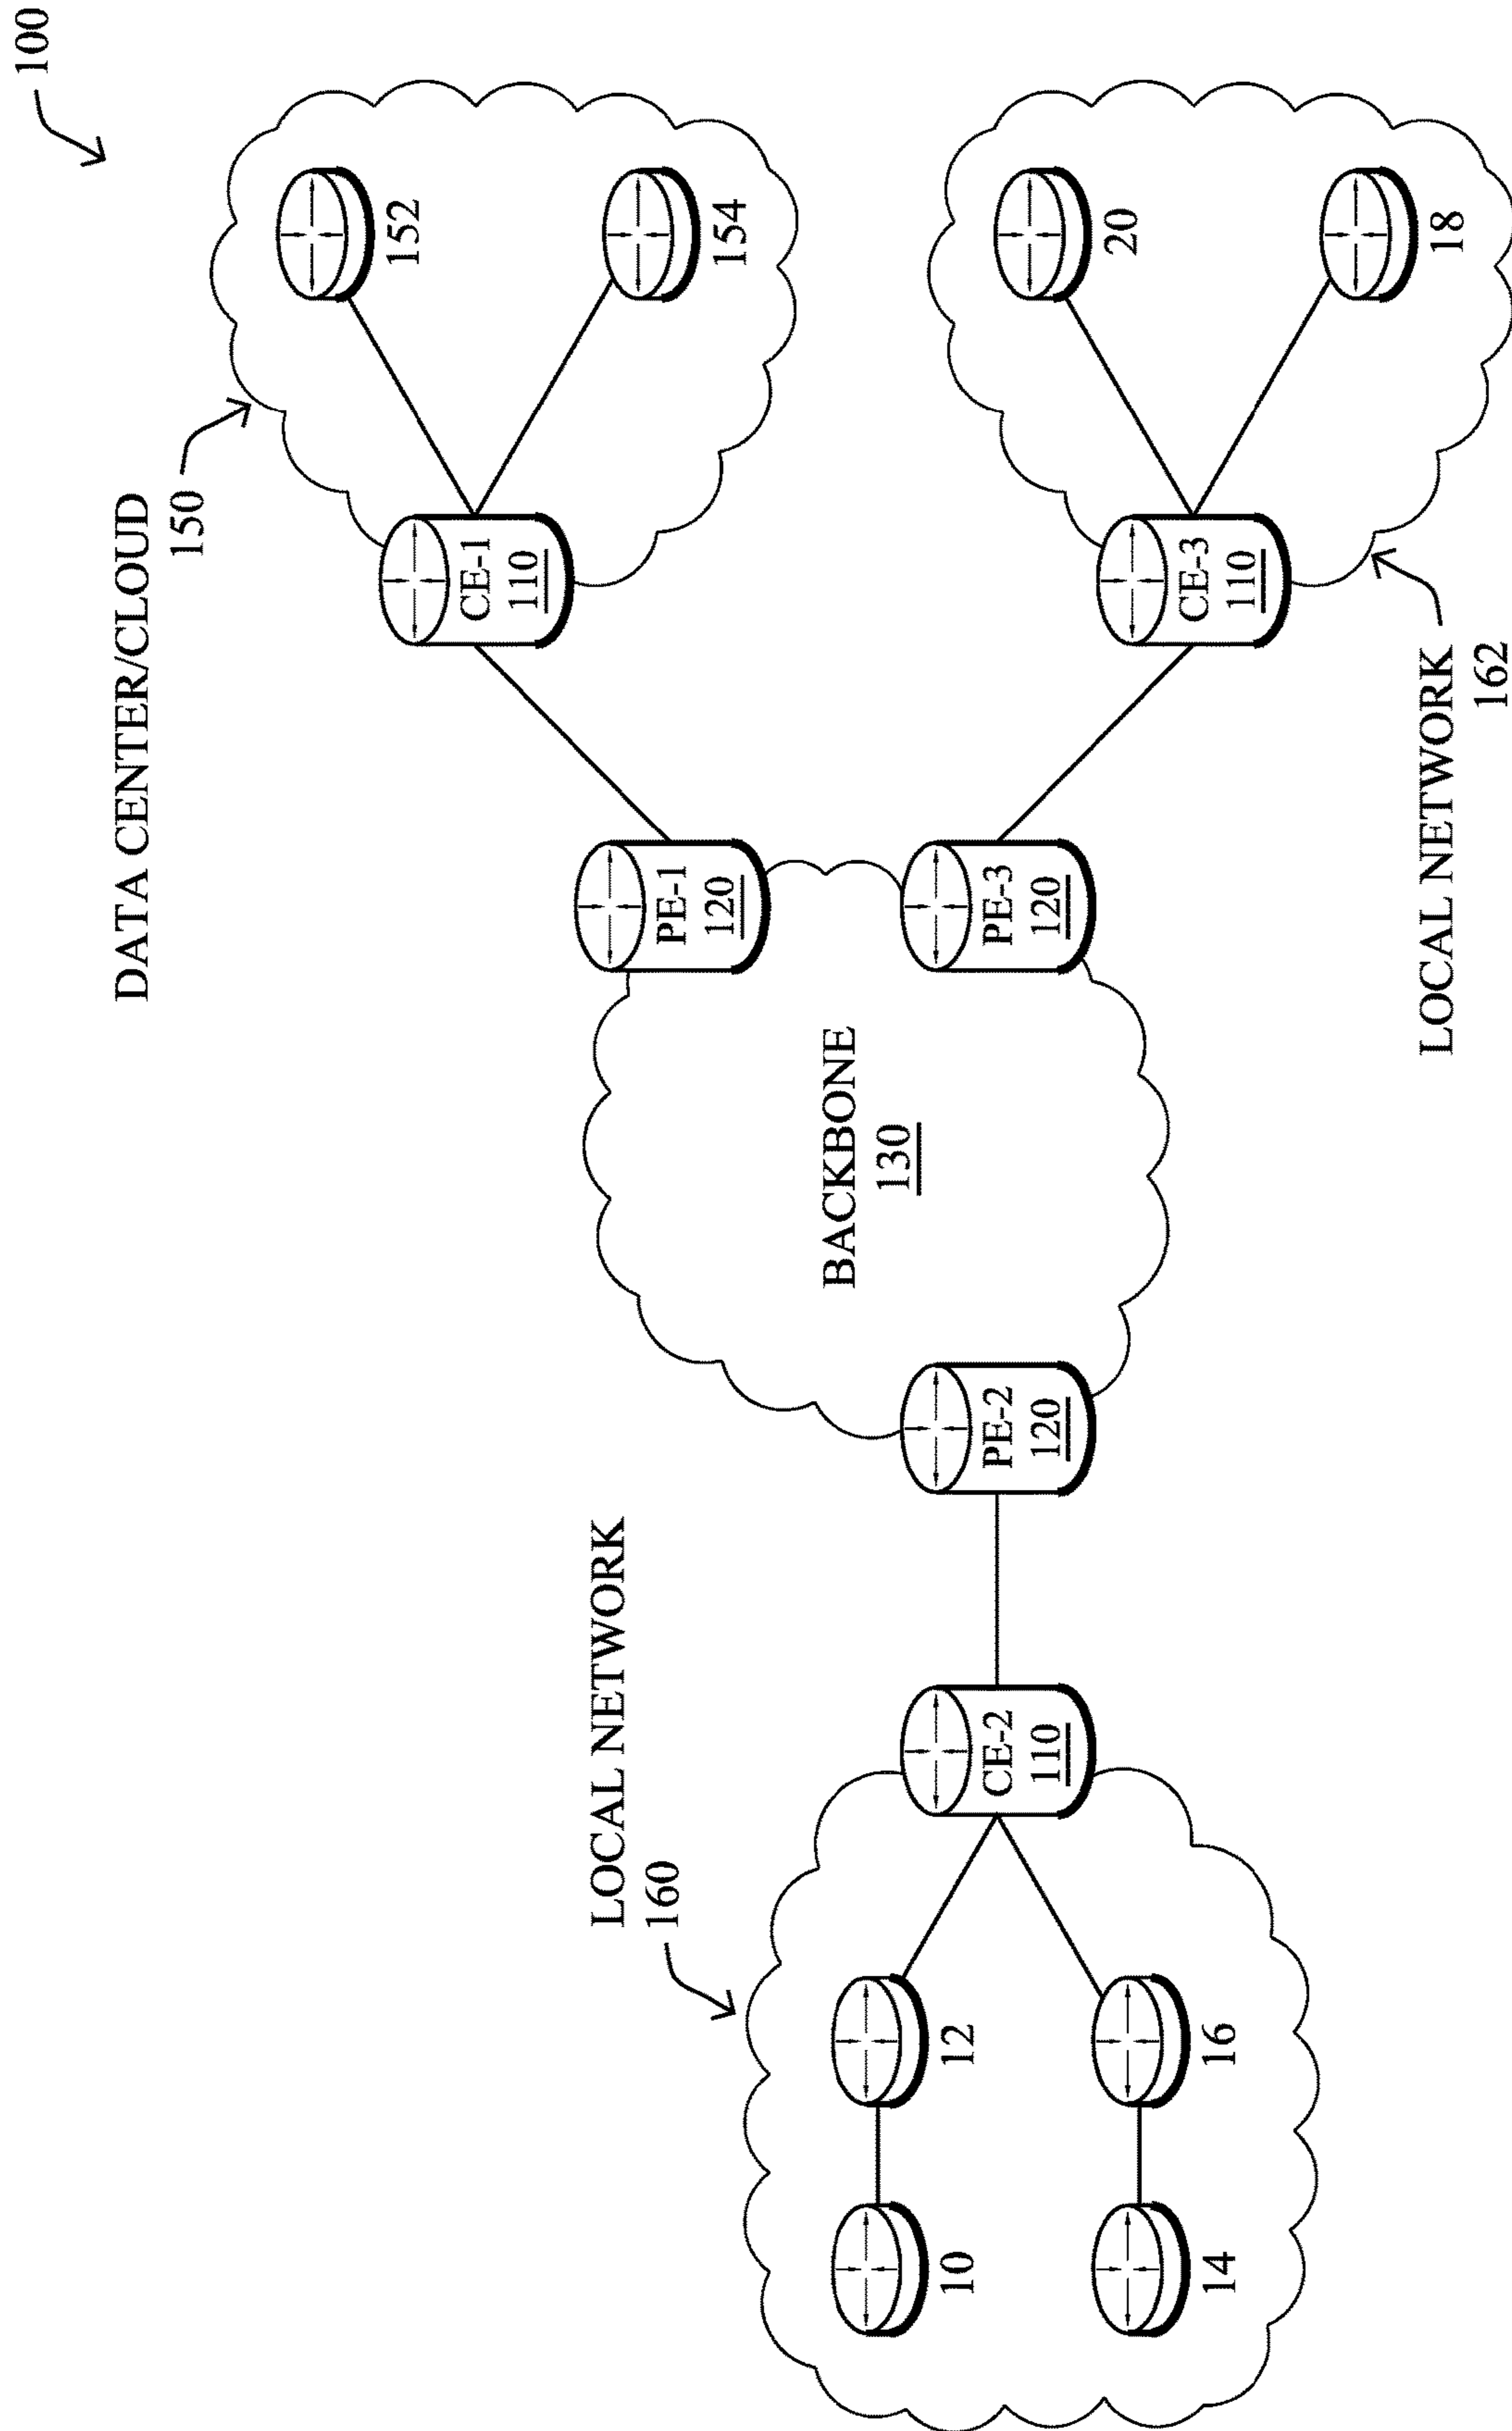 100
DATA CENTER/CLOUD
150
152
CE-1
110
154
PE-1
120
LOCAL NETWORK
160
BACKBONE
130
10
12
CE-2
110
PE-2
120
PE-3
120
14
16
20
CE-3
110
18
LOCAL NETWORK
162